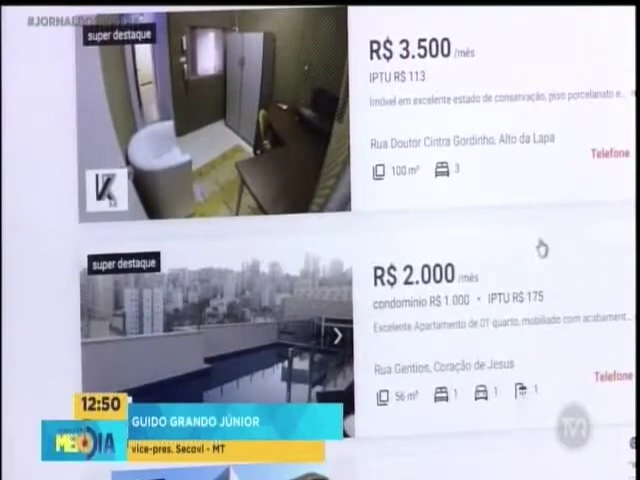 super destaque
R$ 3.500 /mês
IPTU R$ 113
Imóvel em excelente estado de conservação, piso porcelanato e...
Rua Doutor Cintra Gordinho, Alto da Lapa
Telefone
100 m² 3
super destaque
R$ 2.000 /mês
condomínio R$ 1.000 • IPTU R$ 175
Excelente Apartamento de 01 quarto, mobiliado com acabament...
Rua Gentios, Coração de Jesus
Telefone
56 m² 1 1 1
12:50
GUIDO GRANDO JÚNIOR
vice-pres. Secovi - MT